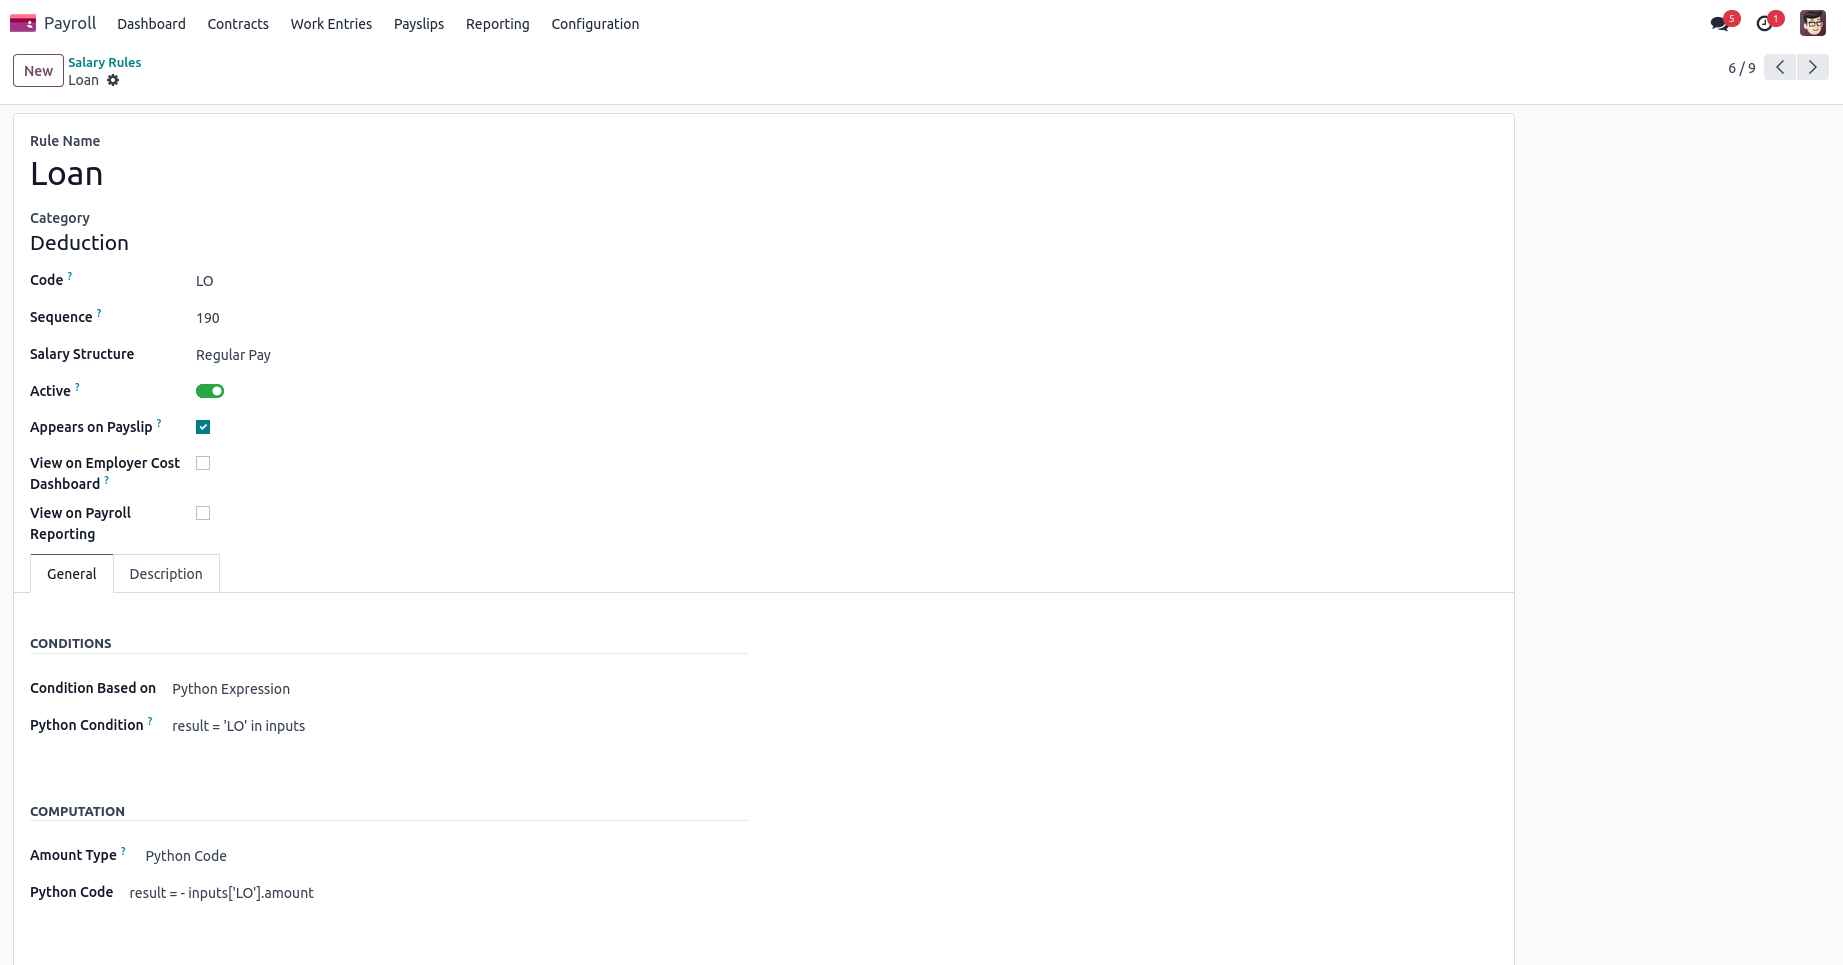 Payroll Dashboard Contracts Work Entries Payslips Reporting Configuration 5 1
New Salary Rules
Loan
6 / 9
Rule Name
Loan
Category
Deduction
Code ? LO
Sequence ? 190
Salary Structure Regular Pay
Active ?
Appears on Payslip ?
View on Employer Cost
Dashboard ?
View on Payroll
Reporting
General Description
CONDITIONS
Condition Based on Python Expression
Python Condition ? result = 'LO' in inputs
COMPUTATION
Amount Type ? Python Code
Python Code result = - inputs['LO'].amount